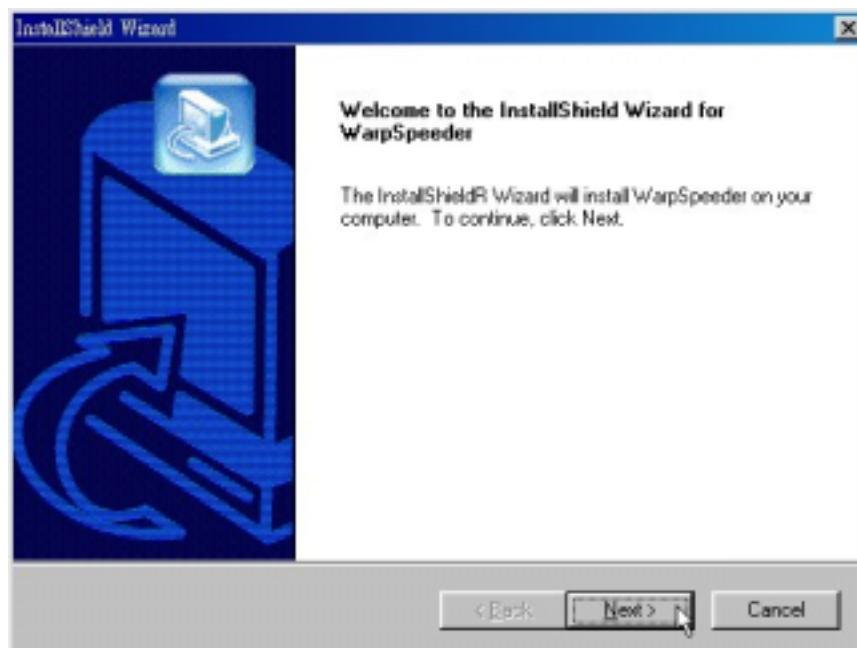 InstallShield Wizard
Welcome to the InstallShield Wizard for
WarpSpeeder
The InstallShieldR Wizard will install WarpSpeeder on your
computer. To continue, click Next.
< Back
Next >
Cancel